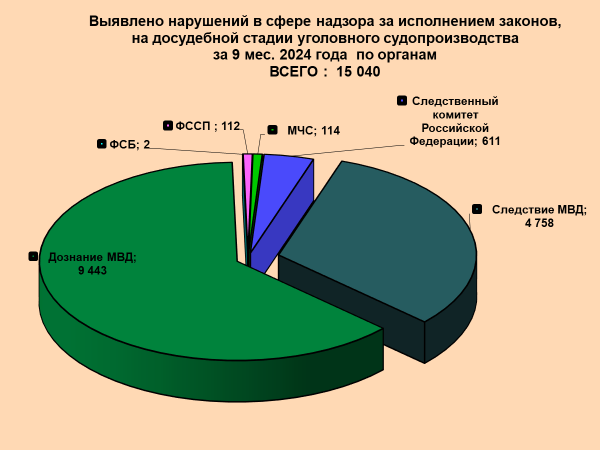 Выявлено нарушений в сфере надзора за исполнением законов,
на досудебной стадии уголовного судопроизводства
за 9 мес. 2024 года по органам
ВСЕГО : 15 040
Следственный
комитет
Российской
Федерации; 611
ФССП ; 112
МЧС; 114
ФСБ; 2
Следствие МВД;
4 758
Дознание МВД;
9 443